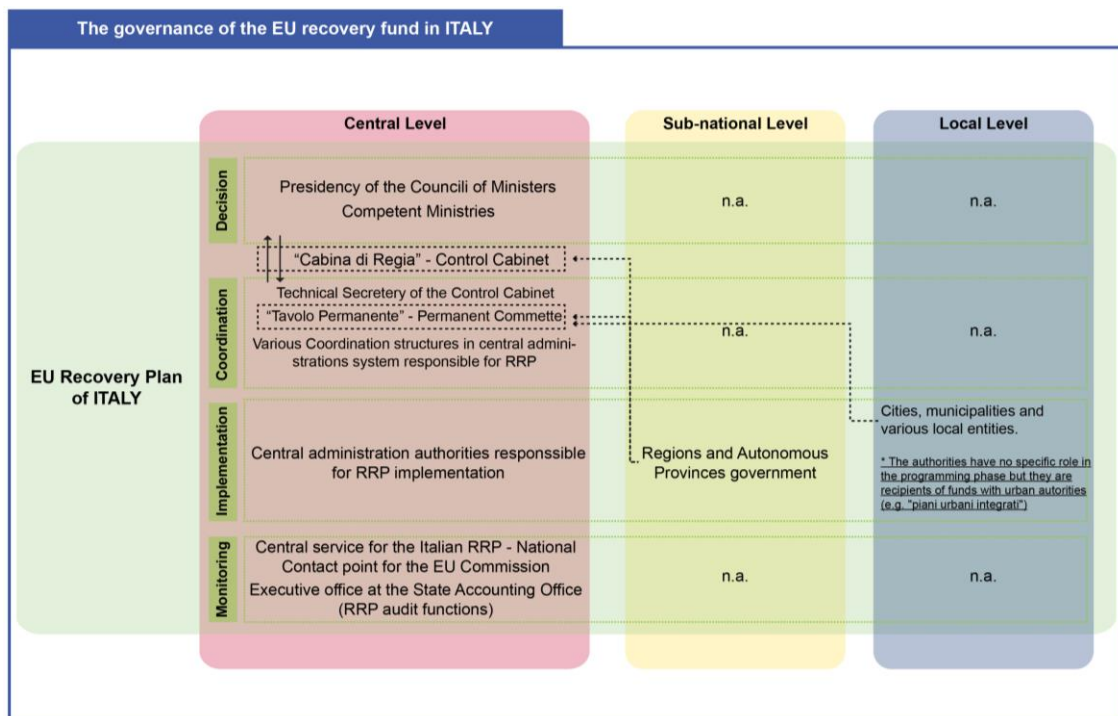 The governance of the EU recovery fund in ITALY
Central Level
Sub-national Level
Local Level
EU Recovery Plan
of ITALY
Decision
Presidency of the Councili of Ministers
Competent Ministries
n.a.
n.a.
“Cabina di Regia” - Control Cabinet
Coordination
Technical Secretery of the Control Cabinet
“Tavolo Permanente” - Permanent Commette
Various Coordination structures in central admini-
strations system responsible for RRP
n.a.
n.a.
Implementation
Central administration authorities responssible
for RRP implementation
Regions and Autonomous
Provinces government
Cities, municipalities and
various local entities.
* The authorities have no specific role in
the programming phase but they are
recipients of funds with urban autorities
(e.g. "piani urbani integrati")
Monitoring
Central service for the Italian RRP - National
Contact point for the EU Commission
Executive office at the State Accounting Office
(RRP audit functions)
n.a.
n.a.